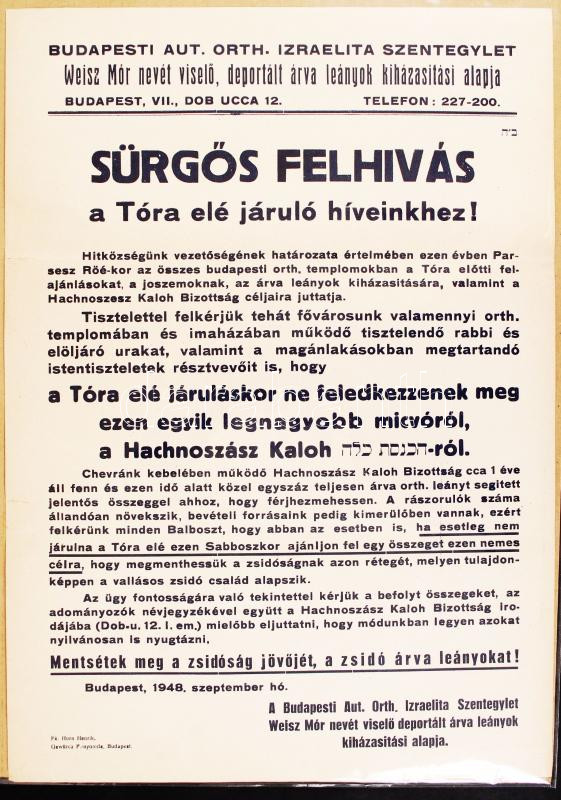 BUDAPESTI AUT. ORTH. IZRAELITA SZENTEGYLET
Weisz Mór nevét viselő, deportált árva leányok kiházasitási alapja
BUDAPEST, VII., DOB UCCA 12. TELEFON: 227-200.
ב״ה
SÜRGŐS FELHIVÁS
a Tóra elé járuló híveinkhez!
Hitközségünk vezetőségének határozata értelmében ezen évben Par-
sesz Röé-kor az összes budapesti orth. templomokban a Tóra előtti fel-
ajánlásokat, a joszemoknak, az árva leányok kiházasitására, valamint a
Hachnoszesz Kaloh Bizottság céljaira juttatja.
Tisztelettel felkérjük tehát fővárosunk valamennyi orth.
templomában és imaházában működő tisztelendő rabbi és
elöljáró urakat, valamint a magánlakásokban megtartandó
istentiszteletek résztvevőit is, hogy
a Tóra elé járuláskor ne feledkezzenek meg
ezen egyik legnagyobb micvóról,
a Hachnoszász Kaloh הכנסת כלה-ról.
Chevránk kebelében működő Hachnoszász Kaloh Bizottság cca 1 éve
áll fenn és ezen idő alatt közel egyszáz teljesen árva orth. leányt segitett
jelentős összeggel ahhoz, hogy férjhezmehessen. A rászorulók száma
állandóan növekszik, bevételi forrásaink pedig kimerülőben vannak, ezért
felkérünk minden Balboszt, hogy abban az esetben is, ha esetleg nem
járulna a Tóra elé ezen Sabboszkor ajánljon fel egy összeget ezen nemes
célra, hogy megmenthessük a zsidóságnak azon rétegét, melyen tulajdon-
képpen a vallásos zsidó család alapszik.
Az ügy fontosságára való tekintettel kérjük a befolyt összegeket, az
adományozók névjegyzékével együtt a Hachnoszász Kaloh Bizottság iro-
dájába (Dob-u. 12. I. em.) mielőbb eljuttatni, hogy módunkban legyen azokat
nyilvánosan is nyugtázni,
Mentsétek meg a zsidóság jövőjét, a zsidó árva leányokat!
Budapest, 1948. szeptember hó.
A Budapesti Aut. Orth. Izraelita Szentegylet
Weisz Mór nevét viselő deportált árva leányok
kiházasitási alapja.
Fk. Horn Henrik.
Gewürcz F.nyomda, Budapest.